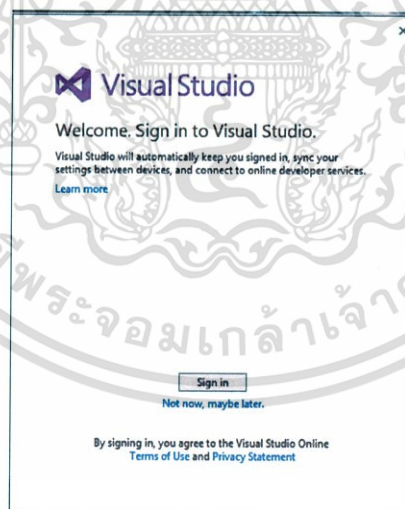 Visual Studio
Welcome. Sign in to Visual Studio.
Visual Studio will automatically keep you signed in, sync your
settings between devices, and connect to online developer services.
Learn more
พระจอมเกล้าเจ้า
Sign in
Not now, maybe later.
By signing in, you agree to the Visual Studio Online
Terms of Use and Privacy Statement